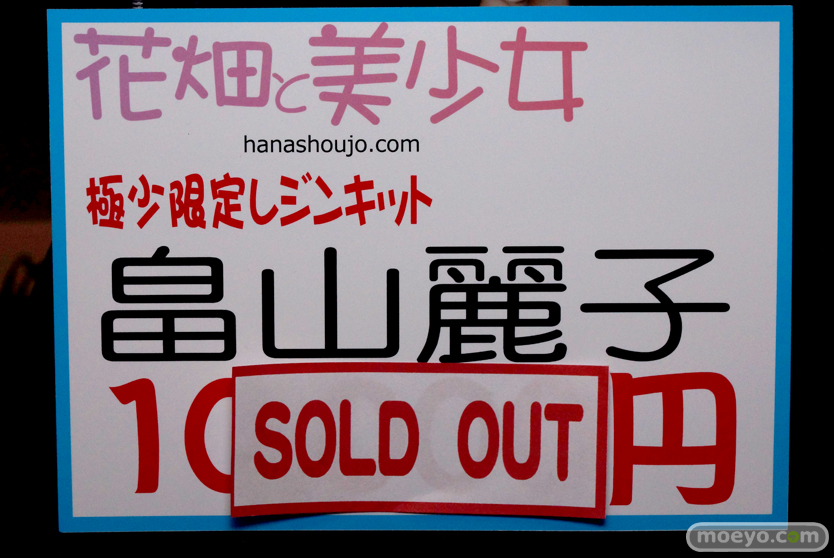 花畑と美少女
hanashoujo.com
極少限定レジンキット
畠山麗子
10 円
SOLD OUT
moeyo.com